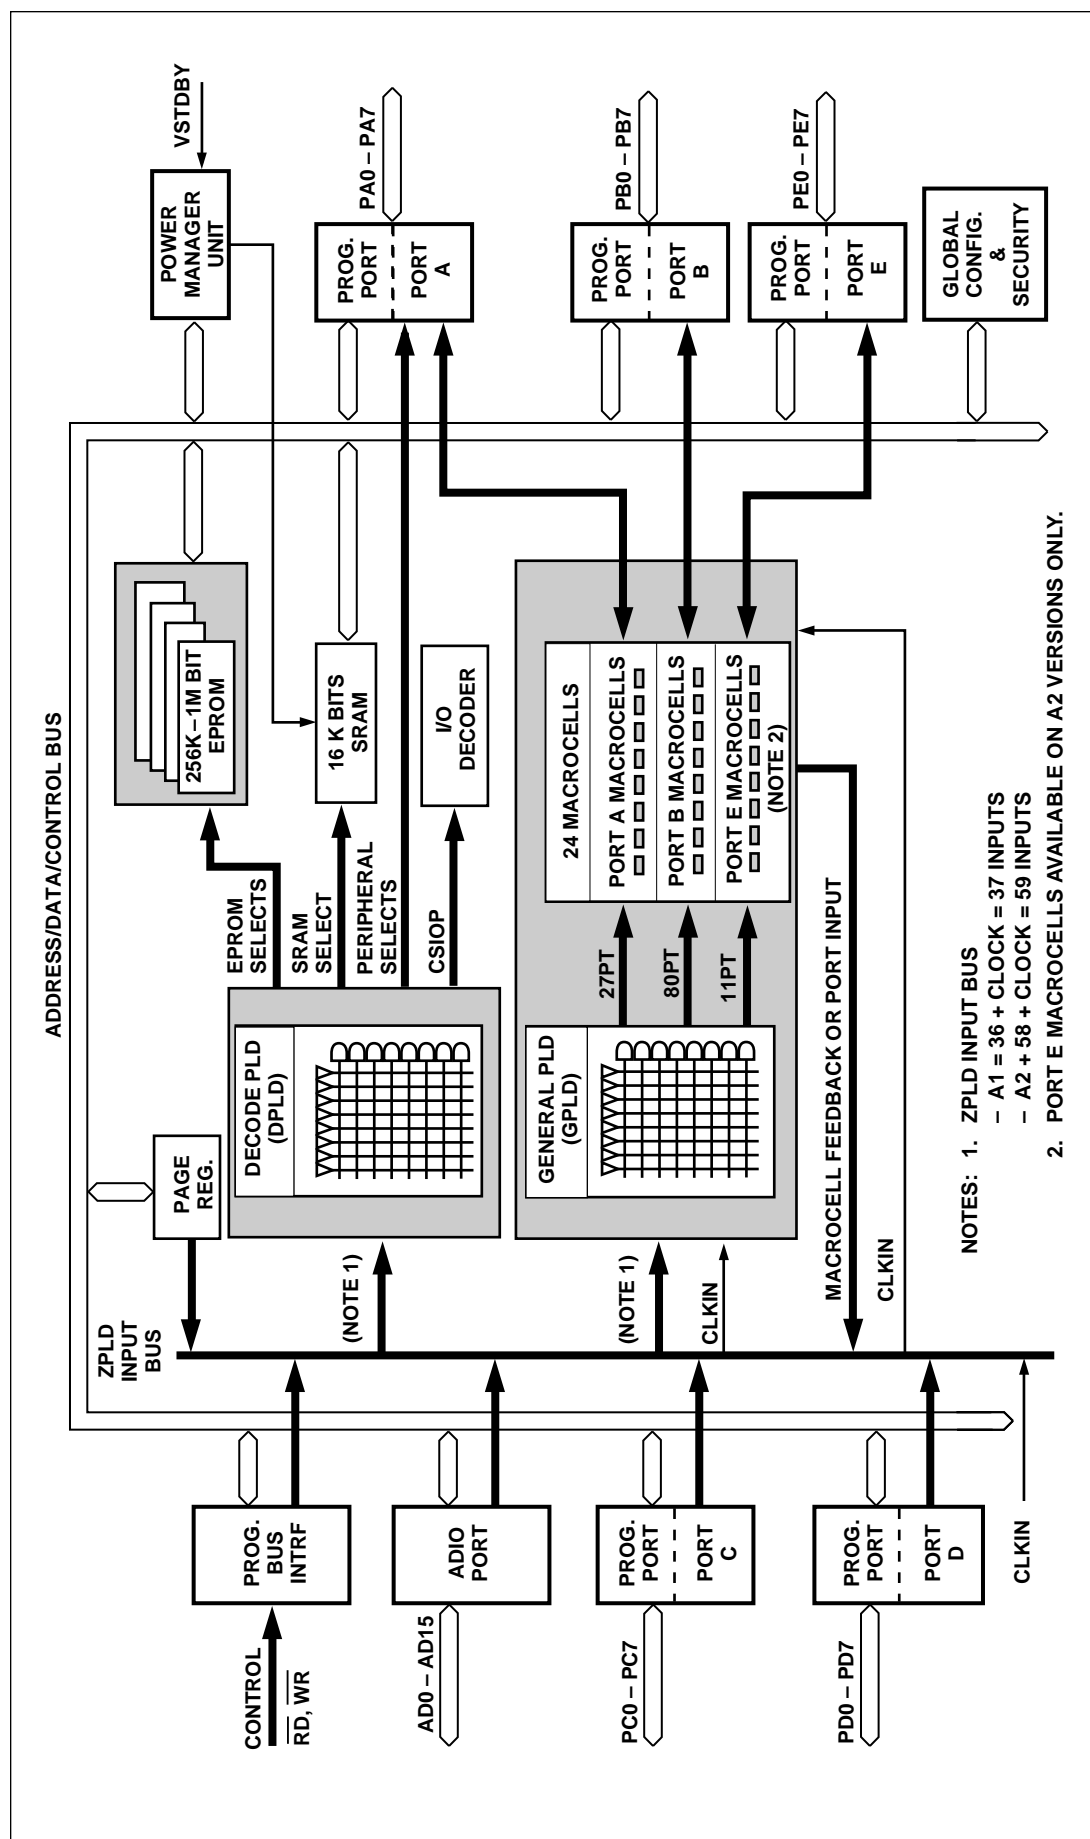 ADDRESS/DATA/CONTROL BUS
VSTDBY
POWER
MANAGER
UNIT
PAGE
REG.
ZPLD
INPUT
BUS
256K – 1M BIT
EPROM
EPROM
SELECTS
PROG.
BUS
INTRF
CONTROL
RD, WR
DECODE PLD
(DPLD)
(NOTE 1)
SRAM
SELECT
16 K BITS
SRAM
PERIPHERAL
SELECTS
CSIOP
I/O
DECODER
PROG.
PORT
PORT
A
PA0 – PA7
ADIO
PORT
AD0 – AD15
GENERAL PLD
(GPLD)
(NOTE 1)
CLKIN
27PT
80PT
11PT
24 MACROCELLS
PORT A MACROCELLS
PORT B MACROCELLS
PORT E MACROCELLS
(NOTE 2)
PROG.
PORT
PORT
B
PB0 – PB7
PROG.
PORT
PORT
C
PC0 – PC7
MACROCELL FEEDBACK OR PORT INPUT
CLKIN
PROG.
PORT
PORT
E
PE0 – PE7
PROG.
PORT
PORT
D
PD0 – PD7
GLOBAL
CONFIG.
&
SECURITY
CLKIN
NOTES: 1. ZPLD INPUT BUS
– A1 = 36 + CLOCK = 37 INPUTS
– A2 + 58 + CLOCK = 59 INPUTS
2. PORT E MACROCELLS AVAILABLE ON A2 VERSIONS ONLY.